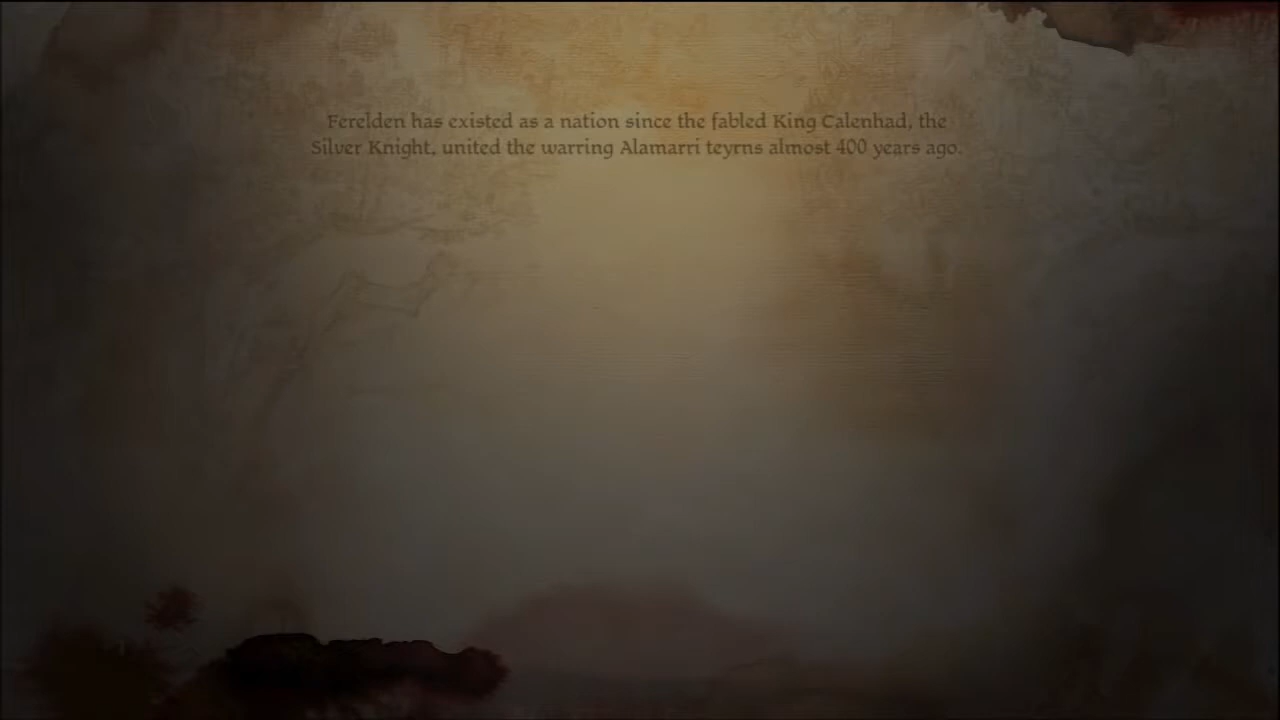 Ferelden has existed as a nation since the fabled King Calenhad, the
Silver Knight, united the warring Alamarri teyrns almost 400 years ago.